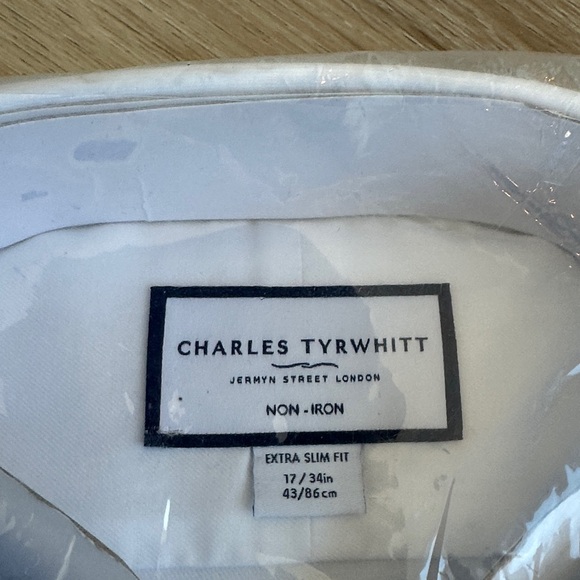 CHARLES TYRWHITT
JERMYN STREET LONDON
NON-IRON
EXTRA SLIM FIT
17/34in
43/86cm